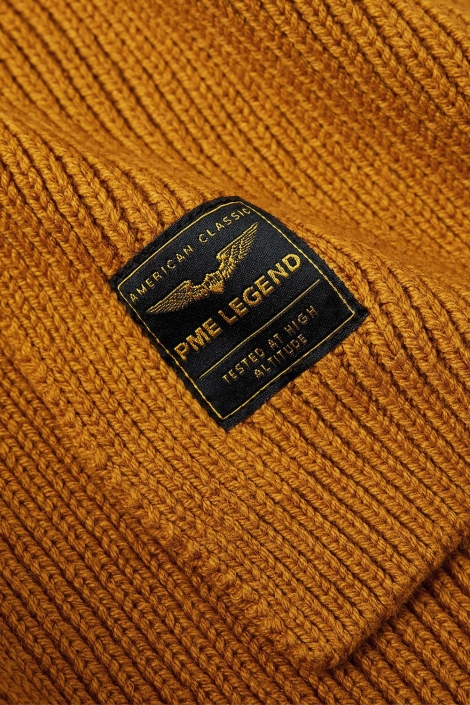 AMERICAN CLASSIC
PME LEGEND
TESTED AT HIGH
ALTITUDE